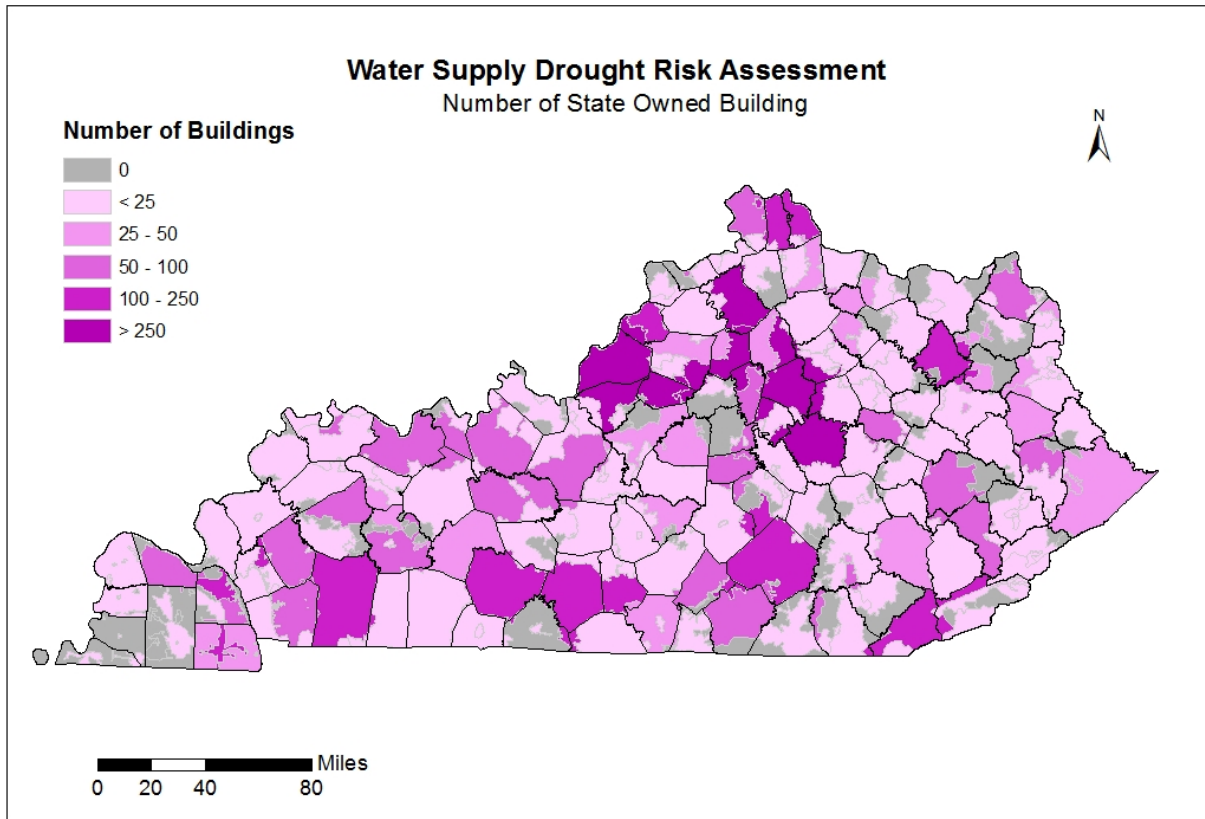 Water Supply Drought Risk Assessment
Number of State Owned Building
Number of Buildings
0
< 25
25 - 50
50 - 100
100 - 250
> 250
N
Miles
0 20 40 80